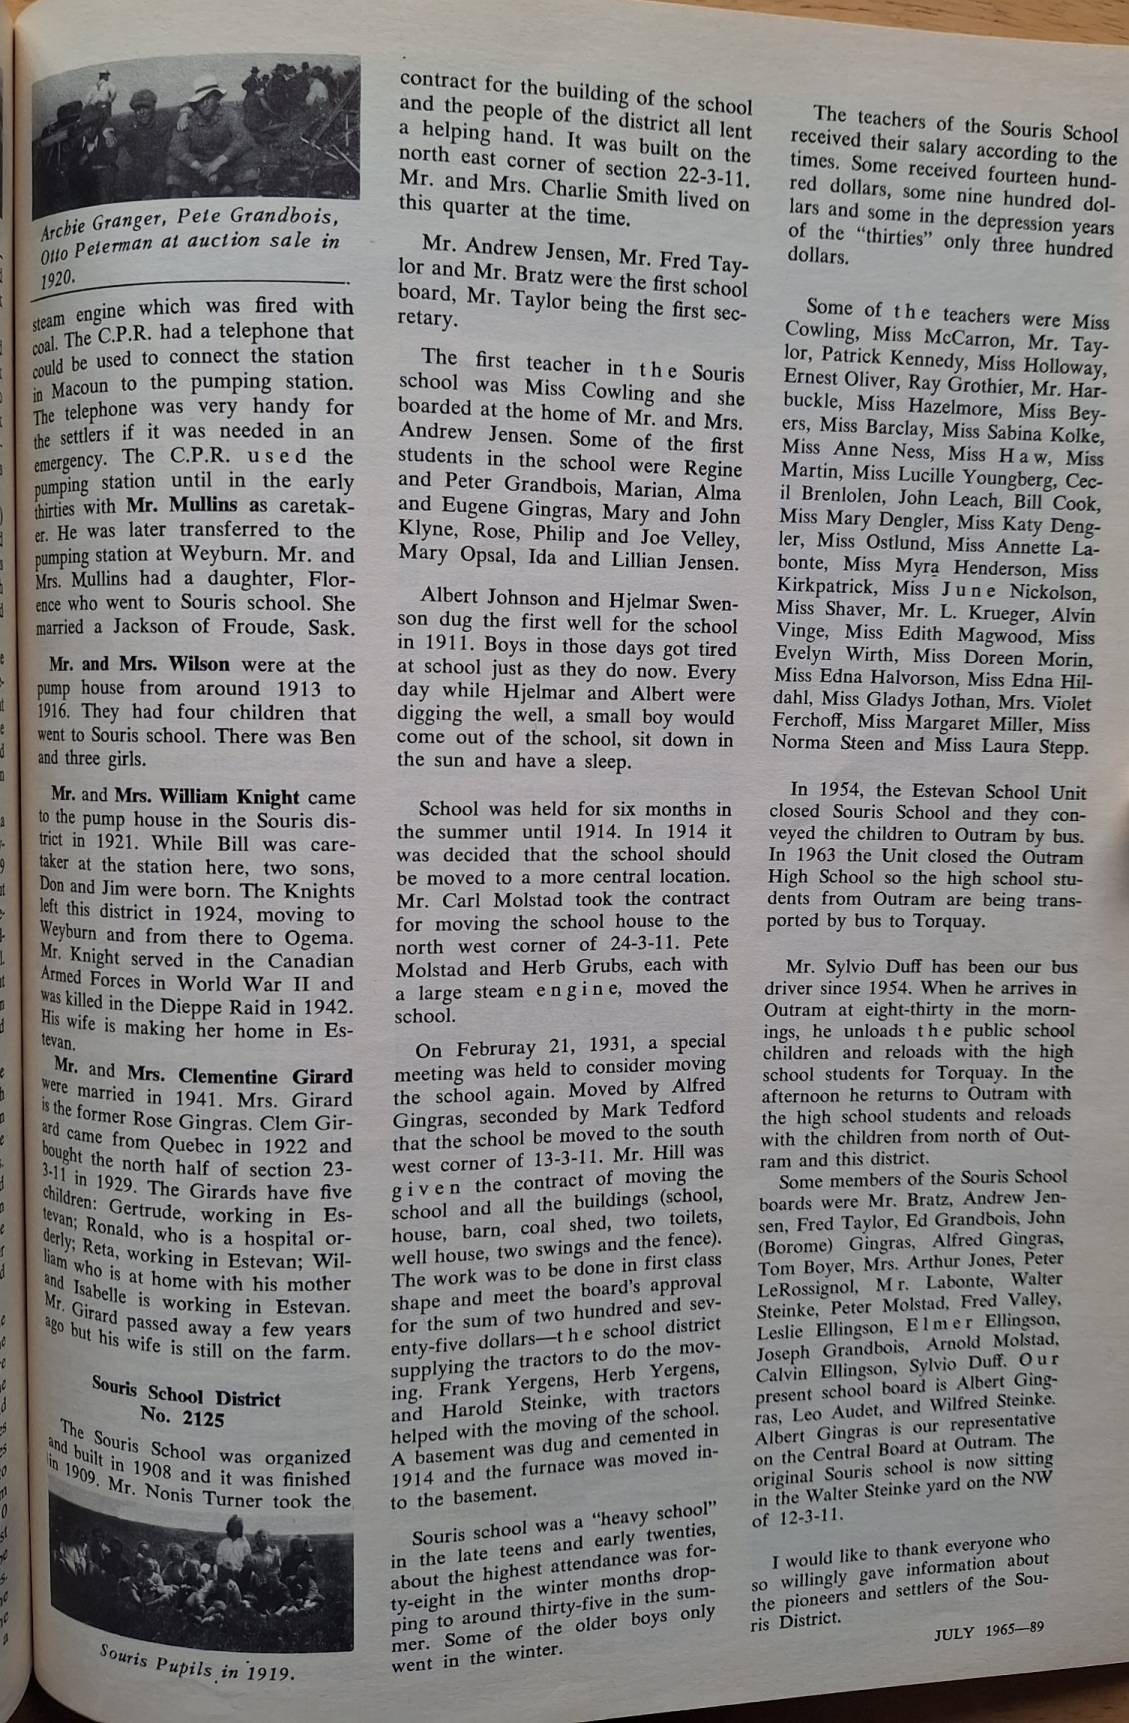 Archie Granger, Pete Grandbois,
Otto Peterman at auction sale in
1920.
steam engine which was fired with
coal. The C.P.R. had a telephone that
could be used to connect the station
in Macoun to the pumping station.
The telephone was very handy for
the settlers if it was needed in an
emergency. The C.P.R. used the
pumping station until in the early
thirties with Mr. Mullins as caretak-
er. He was later transferred to the
pumping station at Weyburn. Mr. and
Mrs. Mullins had a daughter, Flor-
ence who went to Souris school. She
married a Jackson of Froude, Sask.
Mr. and Mrs. Wilson were at the
pump house from around 1913 to
1916. They had four children that
went to Souris school. There was Ben
and three girls.
Mr. and Mrs. William Knight came
to the pump house in the Souris dis-
trict in 1921. While Bill was care-
taker at the station here, two sons,
Don and Jim were born. The Knights
left this district in 1924, moving to
Weyburn and from there to Ogema.
Mr. Knight served in the Canadian
Armed Forces in World War II and
was killed in the Dieppe Raid in 1942.
His wife is making her home in Es-
tevan.
Mr. and Mrs. Clementine Girard
were married in 1941. Mrs. Girard
is the former Rose Gingras. Clem Gir-
ard came from Quebec in 1922 and
bought the north half of section 23-
3-11 in 1929. The Girards have five
children: Gertrude, working in Es-
tevan; Ronald, who is a hospital or-
derly; Reta, working in Estevan; Wil-
liam who is at home with his mother
and Isabelle is working in Estevan.
Mr. Girard passed away a few years
ago but his wife is still on the farm.
Souris School District
No. 2125
The Souris School was organized
and built in 1908 and it was finished
in 1909. Mr. Nonis Turner took the
Souris Pupils in 1919.
contract for the building of the school
and the people of the district all lent
a helping hand. It was built on the
north east corner of section 22-3-11.
Mr. and Mrs. Charlie Smith lived on
this quarter at the time.
Mr. Andrew Jensen, Mr. Fred Tay-
lor and Mr. Bratz were the first school
board, Mr. Taylor being the first sec-
retary.
The first teacher in the Souris
school was Miss Cowling and she
boarded at the home of Mr. and Mrs.
Andrew Jensen. Some of the first
students in the school were Regine
and Peter Grandbois, Marian, Alma
and Eugene Gingras, Mary and John
Klyne, Rose, Philip and Joe Velley,
Mary Opsal, Ida and Lillian Jensen.
Albert Johnson and Hjelmar Swen-
son dug the first well for the school
in 1911. Boys in those days got tired
at school just as they do now. Every
day while Hjelmar and Albert were
digging the well, a small boy would
come out of the school, sit down in
the sun and have a sleep.
School was held for six months in
the summer until 1914. In 1914 it
was decided that the school should
be moved to a more central location.
Mr. Carl Molstad took the contract
for moving the school house to the
north west corner of 24-3-11. Pete
Molstad and Herb Grubs, each with
a large steam engine, moved the
school.
On Februray 21, 1931, a special
meeting was held to consider moving
the school again. Moved by Alfred
Gingras, seconded by Mark Tedford
that the school be moved to the south
west corner of 13-3-11. Mr. Hill was
given the contract of moving the
school and all the buildings (school,
house, barn, coal shed, two toilets,
well house, two swings and the fence).
The work was to be done in first class
shape and meet the board's approval
for the sum of two hundred and sev-
enty-five dollars—the school district
supplying the tractors to do the mov-
ing. Frank Yergens, Herb Yergens,
and Harold Steinke, with tractors
helped with the moving of the school.
A basement was dug and cemented in
1914 and the furnace was moved in-
to the basement.
Souris school was a "heavy school"
in the late teens and early twenties,
about the highest attendance was for-
ty-eight in the winter months drop-
ping to around thirty-five in the sum-
mer. Some of the older boys only
went in the winter.
The teachers of the Souris School
received their salary according to the
times. Some received fourteen hund-
red dollars, some nine hundred dol-
lars and some in the depression years
of the "thirties" only three hundred
dollars.
Some of the teachers were Miss
Cowling, Miss McCarron, Mr. Tay-
lor, Patrick Kennedy, Miss Holloway,
Ernest Oliver, Ray Grothier, Mr. Har-
buckle, Miss Hazelmore, Miss Bey-
ers, Miss Barclay, Miss Sabina Kolke,
Miss Anne Ness, Miss Haw, Miss
Martin, Miss Lucille Youngberg, Cec-
il Brenlolen, John Leach, Bill Cook,
Miss Mary Dengler, Miss Katy Deng-
ler, Miss Ostlund, Miss Annette La-
bonte, Miss Myra Henderson, Miss
Kirkpatrick, Miss June Nickolson,
Miss Shaver, Mr. L. Krueger, Alvin
Vinge, Miss Edith Magwood, Miss
Evelyn Wirth, Miss Doreen Morin,
Miss Edna Halvorson, Miss Edna Hil-
dahl, Miss Gladys Jothan, Mrs. Violet
Ferchoff, Miss Margaret Miller, Miss
Norma Steen and Miss Laura Stepp.
In 1954, the Estevan School Unit
closed Souris School and they con-
veyed the children to Outram by bus.
In 1963 the Unit closed the Outram
High School so the high school stu-
dents from Outram are being trans-
ported by bus to Torquay.
Mr. Sylvio Duff has been our bus
driver since 1954. When he arrives in
Outram at eight-thirty in the morn-
ings, he unloads the public school
children and reloads with the high
school students for Torquay. In the
afternoon he returns to Outram with
the high school students and reloads
with the children from north of Out-
ram and this district.
Some members of the Souris School
boards were Mr. Bratz, Andrew Jen-
sen, Fred Taylor, Ed Grandbois, John
(Borome) Gingras, Alfred Gingras,
Tom Boyer, Mrs. Arthur Jones, Peter
LeRossignol, Mr. Labonte, Walter
Steinke, Peter Molstad, Fred Valley,
Leslie Ellingson, Elmer Ellingson,
Joseph Grandbois, Arnold Molstad,
Calvin Ellingson, Sylvio Duff. Our
present school board is Albert Ging-
ras, Leo Audet, and Wilfred Steinke.
Albert Gingras is our representative
on the Central Board at Outram. The
original Souris school is now sitting
in the Walter Steinke yard on the NW
of 12-3-11.
I would like to thank everyone who
so willingly gave information about
the pioneers and settlers of the Sou-
ris District.
JULY 1965—89